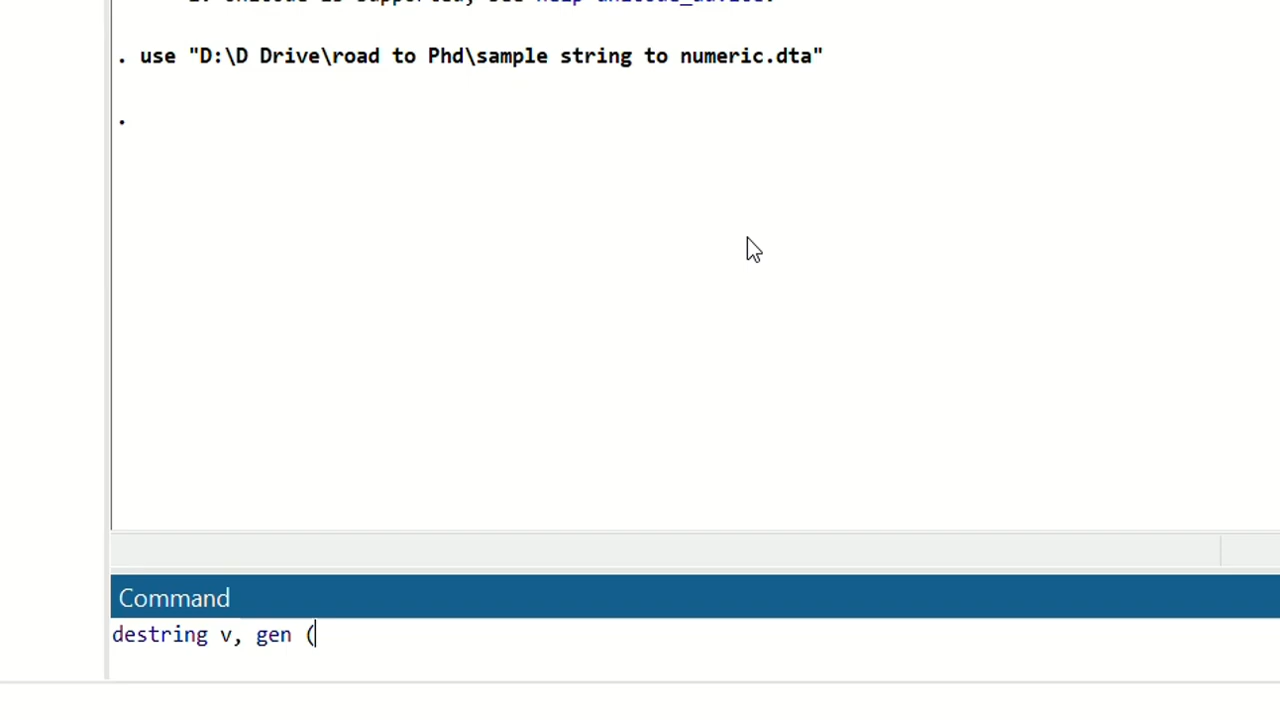 . use "D:\D Drive\road to Phd\sample string to numeric.dta"
.
Command
destring v, gen (